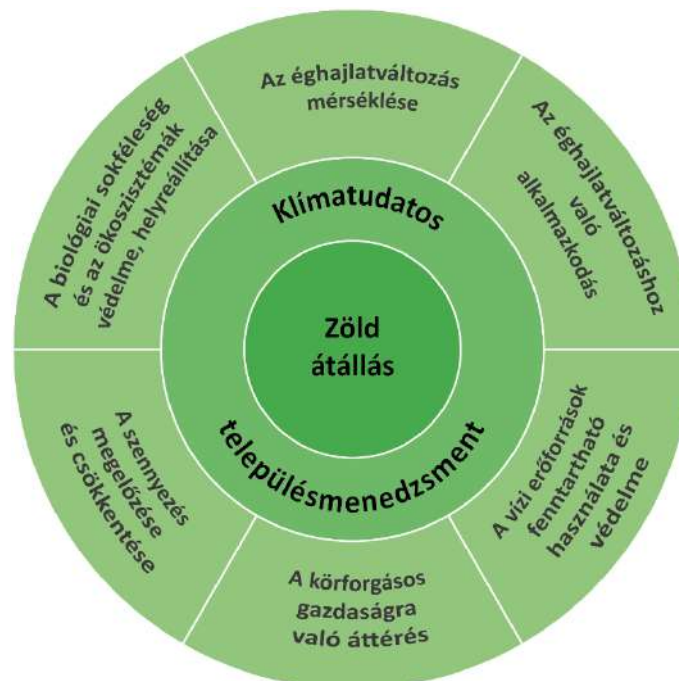 Az éghajlatváltozás
mérséklése
Az éghajlatváltozáshoz
való
alkalmazkodás
A vízi erőforrások
fenntartható
használata és
védelme
A körforgásos
gazdaságra
való áttérés
A szennyezés
megelőzése
és csökkentése
A biológiai sokféleség
és az ökoszisztémák
védelme, helyreállítása
Klímatudatos
településmenedzsment
Zöld
átállás